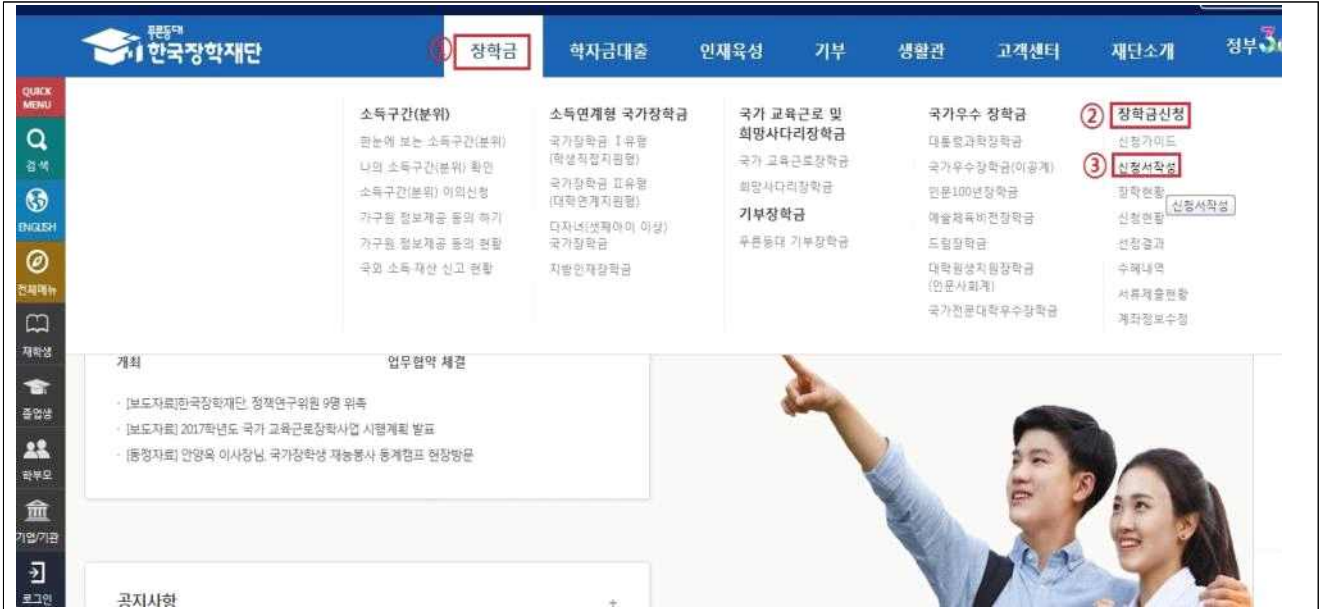 푸른등대
한국장학재단
① 장학금
학자금대출
인재육성
기부
생활관
고객센터
재단소개
정부3
QUICK
MENU
검색
ENGLISH
전체메뉴
재학생
졸업생
학부모
기업/기관
로그인
소득구간(분위)
한눈에 보는 소득구간(분위)
나의 소득구간(분위) 확인
소득구간(분위) 이의신청
가구원 정보제공 동의 하기
가구원 정보제공 동의 현황
국외 소득·재산 신고 현황
소득연계형 국가장학금
국가장학금 Ⅰ유형
(학생직접지원형)
국가장학금 Ⅱ유형
(대학연계지원형)
다자녀(셋째아이 이상)
국가장학금
지방인재장학금
국가 교육근로 및
희망사다리장학금
국가 교육근로장학금
희망사다리장학금
기부장학금
푸른등대 기부장학금
국가우수 장학금
대통령과학장학금
국가우수장학금(이공계)
인문100년장학금
예술체육비전장학금
드림장학금
대학원생지원장학금
(인문사회계)
국가전문대학우수장학금
② 장학금신청
신청가이드
③ 신청서작성
장학현황
신청서작성
신청현황
선정결과
수혜내역
서류제출현황
계좌정보수정
개최
업무협약 체결
· [보도자료]한국장학재단, 정책연구위원 9명 위촉
· [보도자료] 2017학년도 국가 교육근로장학사업 시행계획 발표
· [동정자료] 안양옥 이사장님, 국가장학생 재능봉사 동계캠프 현장방문
공지사항 +